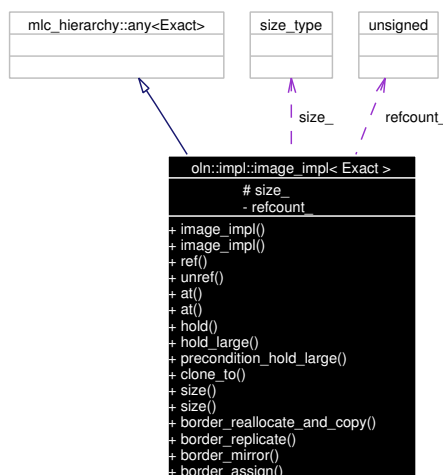 mlc_hierarchy::any<Exact>
size_type
unsigned
size_
refcount_
oln::impl::image_impl< Exact >
# size_
- refcount_
+ image_impl()
+ image_impl()
+ ref()
+ unref()
+ at()
+ at()
+ hold()
+ hold_large()
+ precondition_hold_large()
+ clone_to()
+ size()
+ size()
+ border_reallocate_and_copy()
+ border_replicate()
+ border_mirror()
+ border_assign()